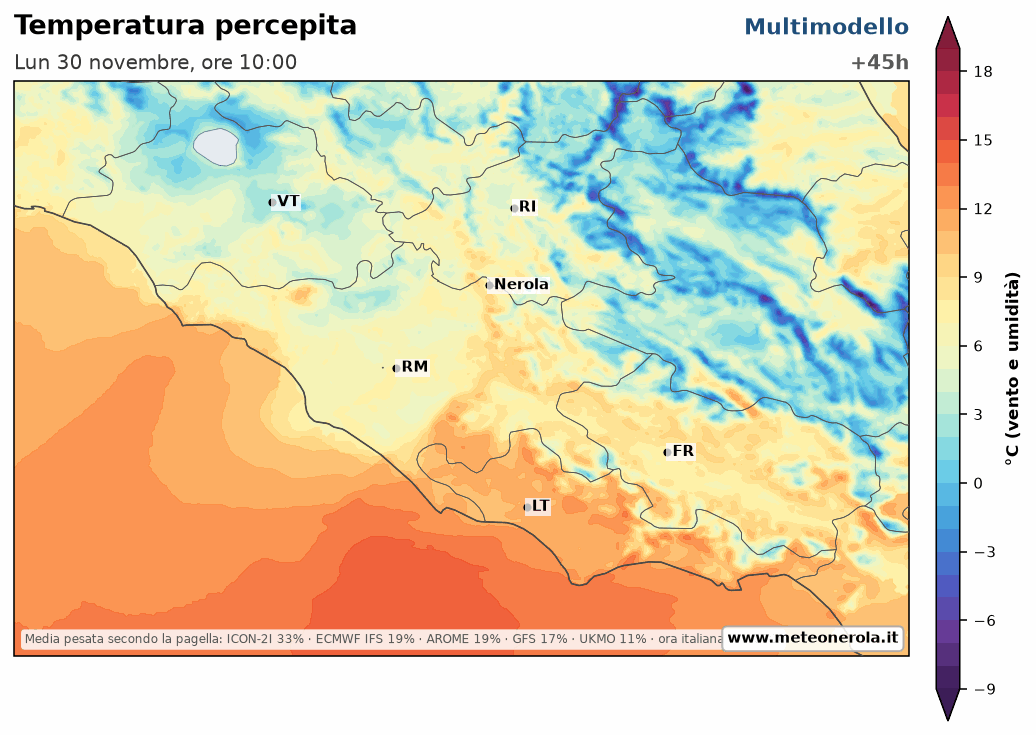 Temperatura percepita
Multimodello
Lun 30 novembre, ore 10:00
+45h
VT
RI
Nerola
RM
FR
LT
Media pesata secondo la pagella: ICON-2I 33% · ECMWF IFS 19% · AROME 19% · GFS 17% · UKMO 11% · ora italiana
www.meteonerola.it
18
15
12
9
6
3
0
−3
−6
−9
°C (vento e umidità)